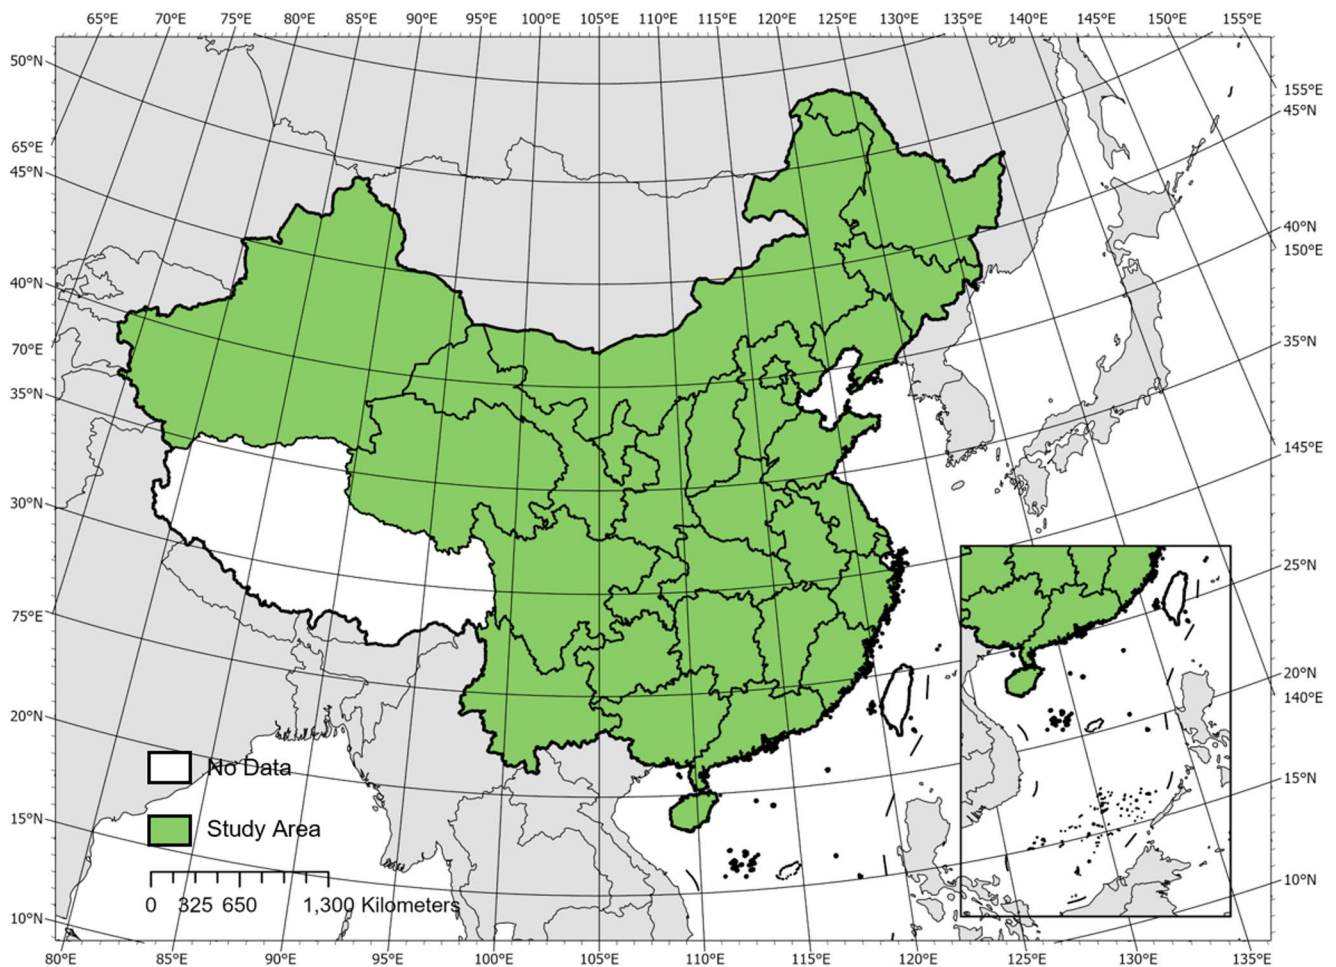 65°E 70°E 75°E 80°E 85°E 90°E 95°E 100°E 105°E 110°E 115°E 120°E 125°E 130°E 135°E 140°E 145°E 150°E 155°E
50°N
155°E
45°N
65°E
45°N
40°N
150°E
40°N
35°N
70°E
35°N
145°E
30°N
25°N
75°E
20°N
140°E
20°N
No Data
15°N
15°N
Study Area
10°N
0 325 650 1,300 Kilometers
10°N
80°E 85°E 90°E 95°E 100°E 105°E 110°E 115°E 120°E 125°E 130°E 135°E